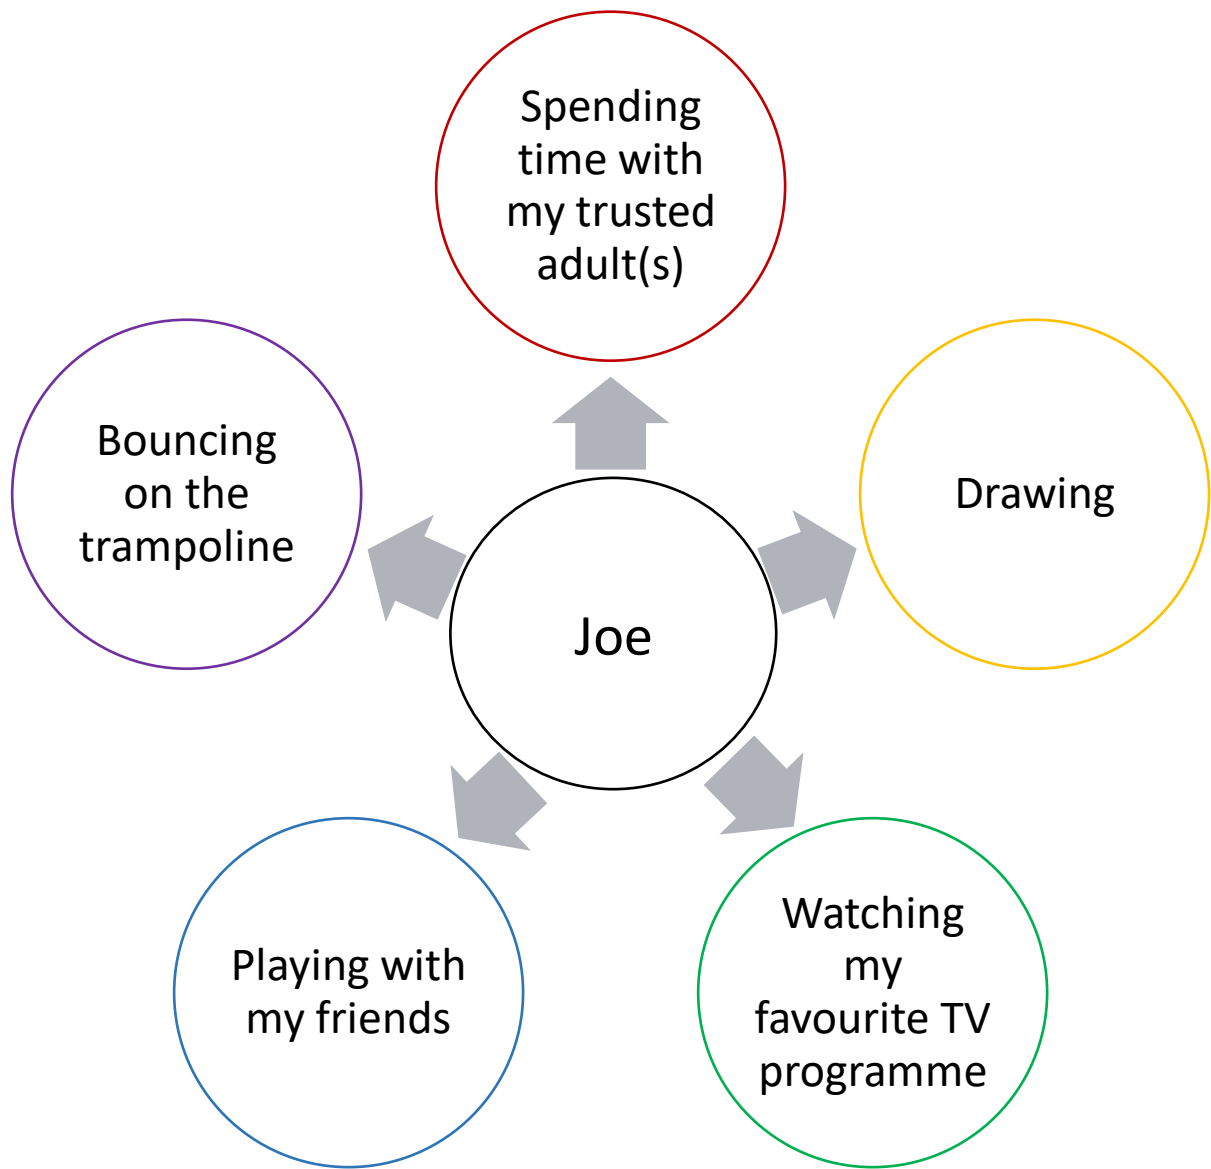 Spending
time with
my trusted
adult(s)
Bouncing
on the
trampoline
Drawing
Joe
Playing with
my friends
Watching
my
favourite TV
programme